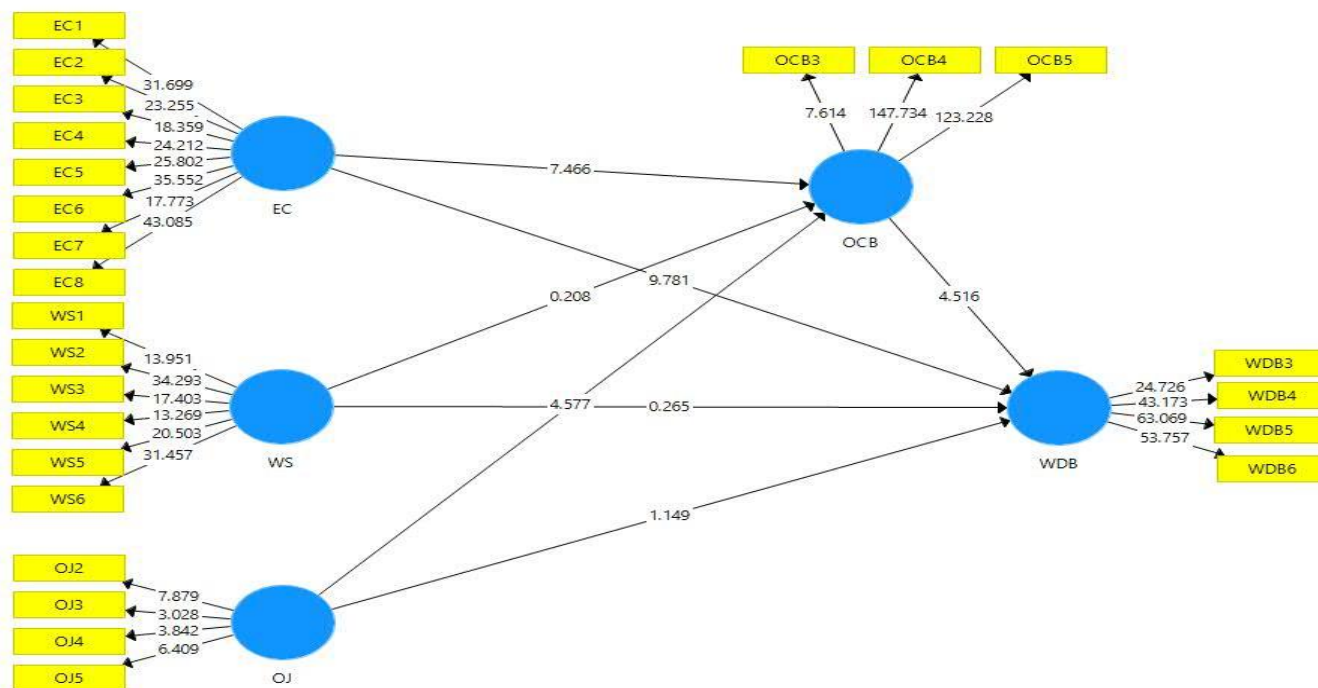 EC1
EC2
EC3
EC4
EC5
EC6
EC7
EC8
31.699
23.255
18.359
24.212
25.802
35.552
17.773
43.085
EC
WS1
WS2
WS3
WS4
WS5
WS6
13.951
34.293
17.403
13.269
20.503
31.457
WS
OJ2
OJ3
OJ4
OJ5
7.879
3.028
3.842
6.409
OJ
7.466
9.781
0.208
0.265
4.577
1.149
OCB3 OCB4 OCB5
7.614 147.734 123.228
OCB
4.516
WDB
24.726
43.173
63.069
53.757
WDB3
WDB4
WDB5
WDB6